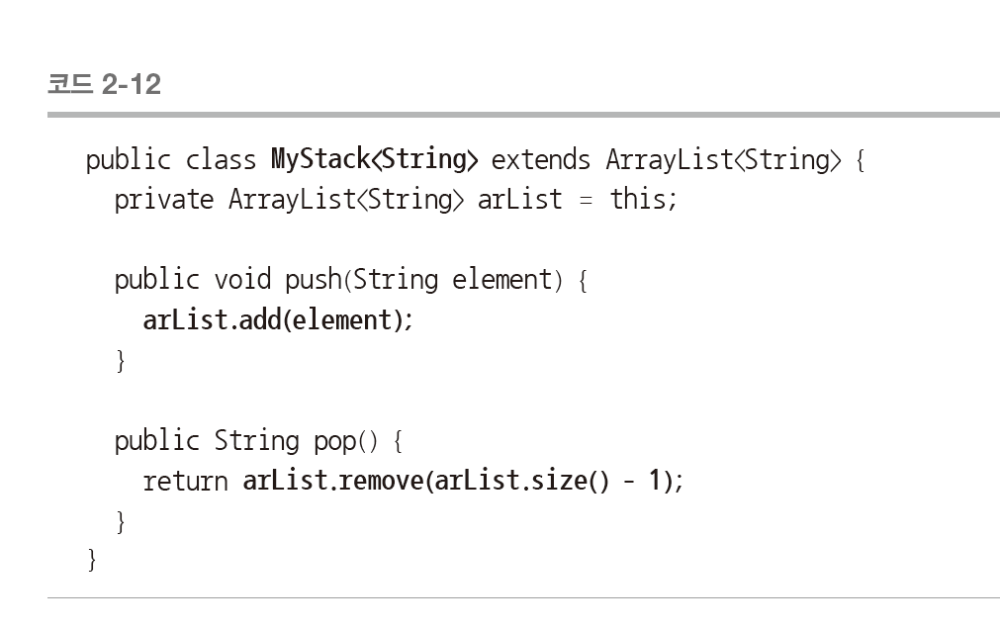 코드 2-12
public class MyStack<String> extends ArrayList<String> {
private ArrayList<String> arList = this;
public void push(String element) {
arList.add(element);
}
public String pop() {
return arList.remove(arList.size() - 1);
}
}